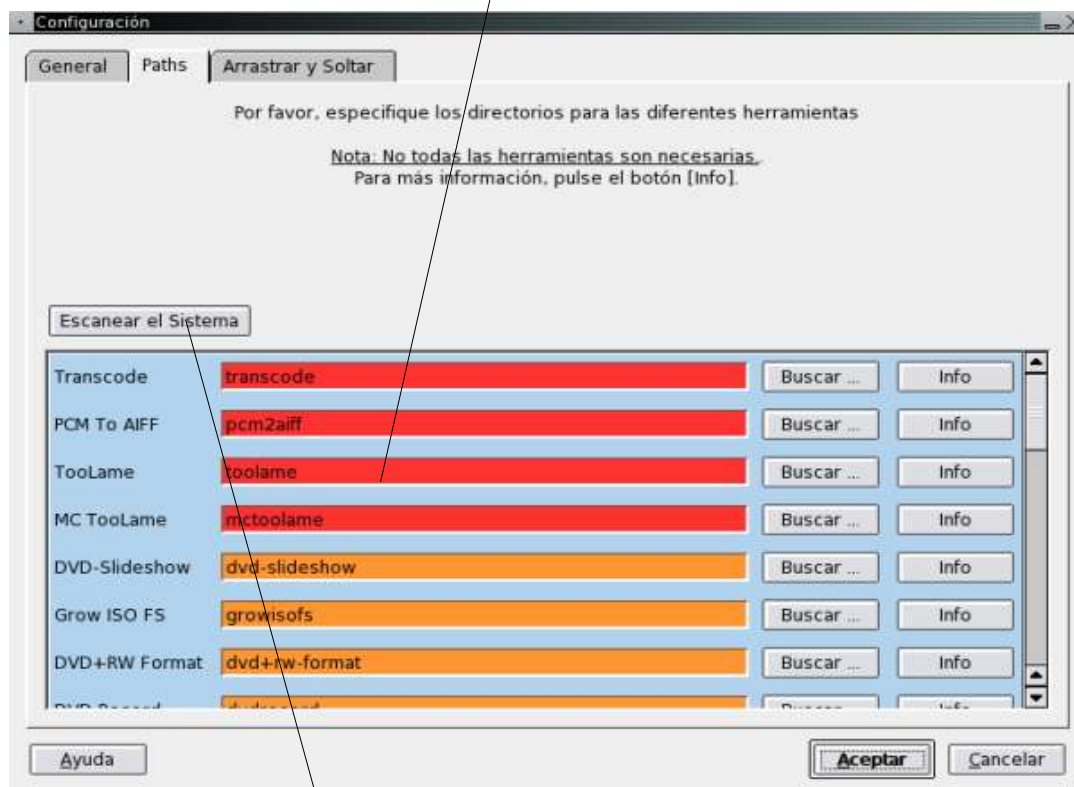 Configuración
General Paths Arrastrar y Soltar
Por favor, especifique los directorios para las diferentes herramientas
Nota: No todas las herramientas son necesarias.
Para más información, pulse el botón [Info].
Escanear el Sistema
Transcode transcode Buscar ... Info
PCM To AIFF pcm2aiff Buscar ... Info
TooLame toolame Buscar ... Info
MC TooLame mctoolame Buscar ... Info
DVD-Slideshow dvd-slideshow Buscar ... Info
Grow ISO FS growisofs Buscar ... Info
DVD+RW Format dvd+rw-format Buscar ... Info
Ayuda Aceptar Cancelar